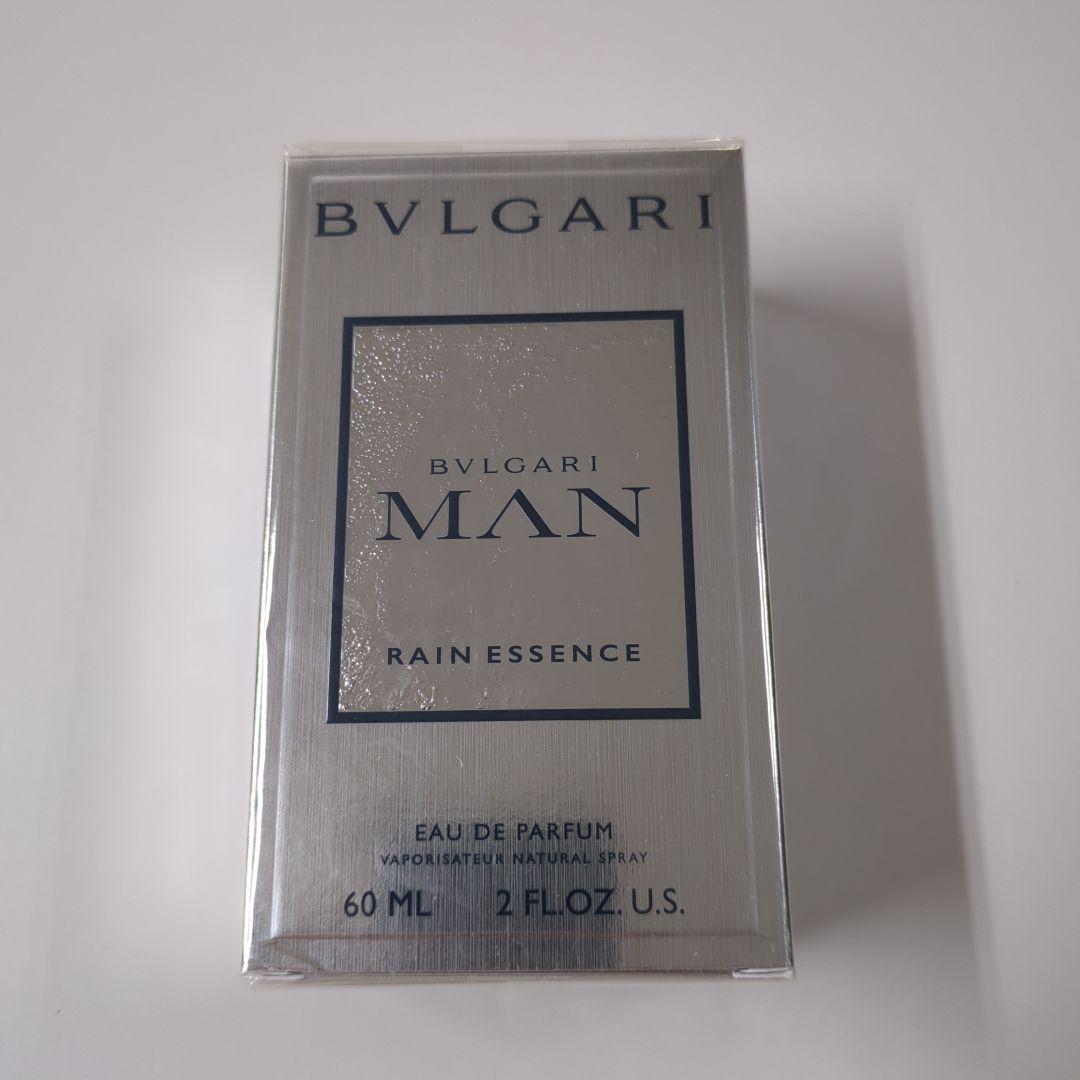 BVLGARI
BVLGARI
MAN
RAIN ESSENCE
EAU DE PARFUM
VAPORISATEUR NATURAL SPRAY
60 ML 2 FL.OZ. U.S.